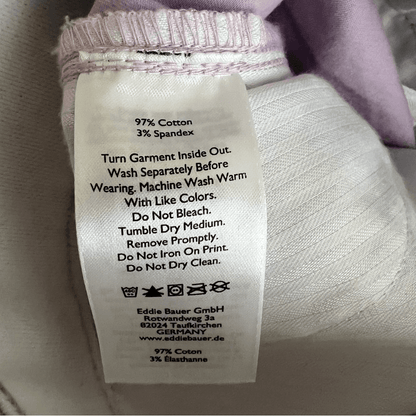 97% Cotton
3% Spandex
Turn Garment Inside Out.
Wash Separately Before
Wearing. Machine Wash Warm
With Like Colors.
Do Not Bleach.
Tumble Dry Medium.
Remove Promptly.
Do Not Iron On Print.
Do Not Dry Clean.
Eddie Bauer GmbH
Rotwandweg 3a
82024 Taufkirchen
GERMANY
www.eddiebauer.de
97% Coton
3% Élasthanne